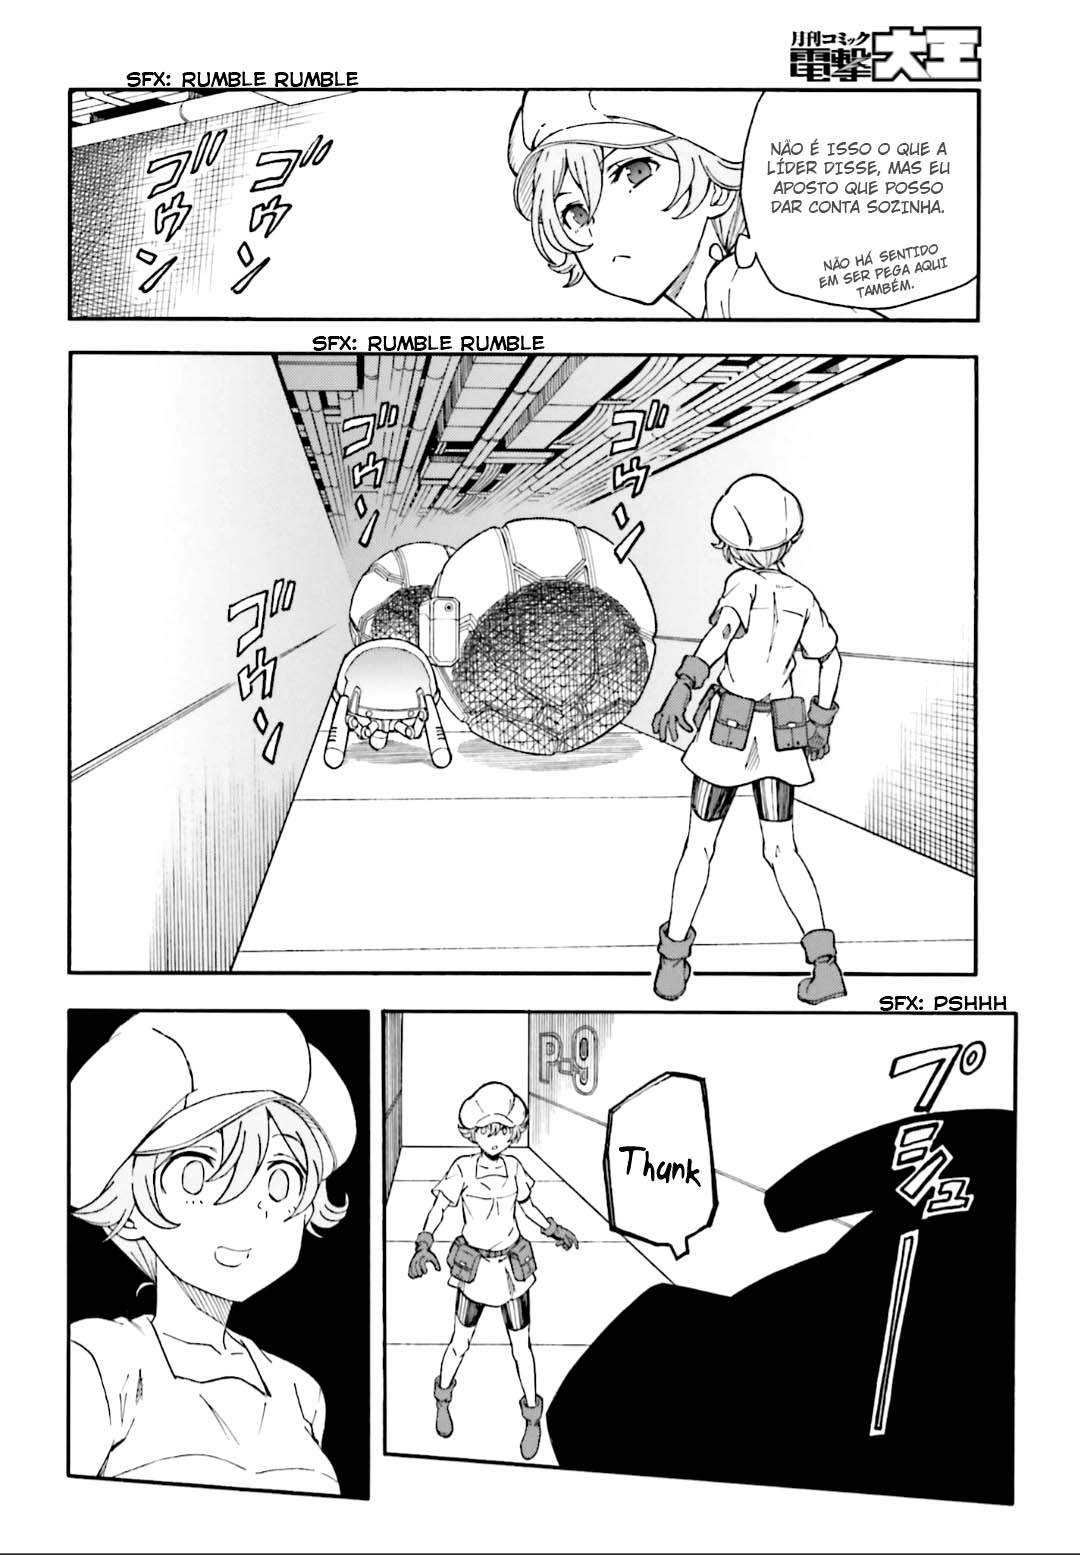 月刊コミック
電撃大王
SFX: RUMBLE RUMBLE
NÃO É ISSO O QUE A
LÍDER DISSE, MAS EU
APOSTO QUE POSSO
DAR CONTA SOZINHA.
NÃO HÁ SENTIDO
EM SER PEGA AQUI
TAMBÉM.
ゴゥン
ゴゥン
SFX: RUMBLE RUMBLE
ゴゥン
ゴゥン
ゴゥン
SFX: PSHHH
プシュ
P-9
Thank